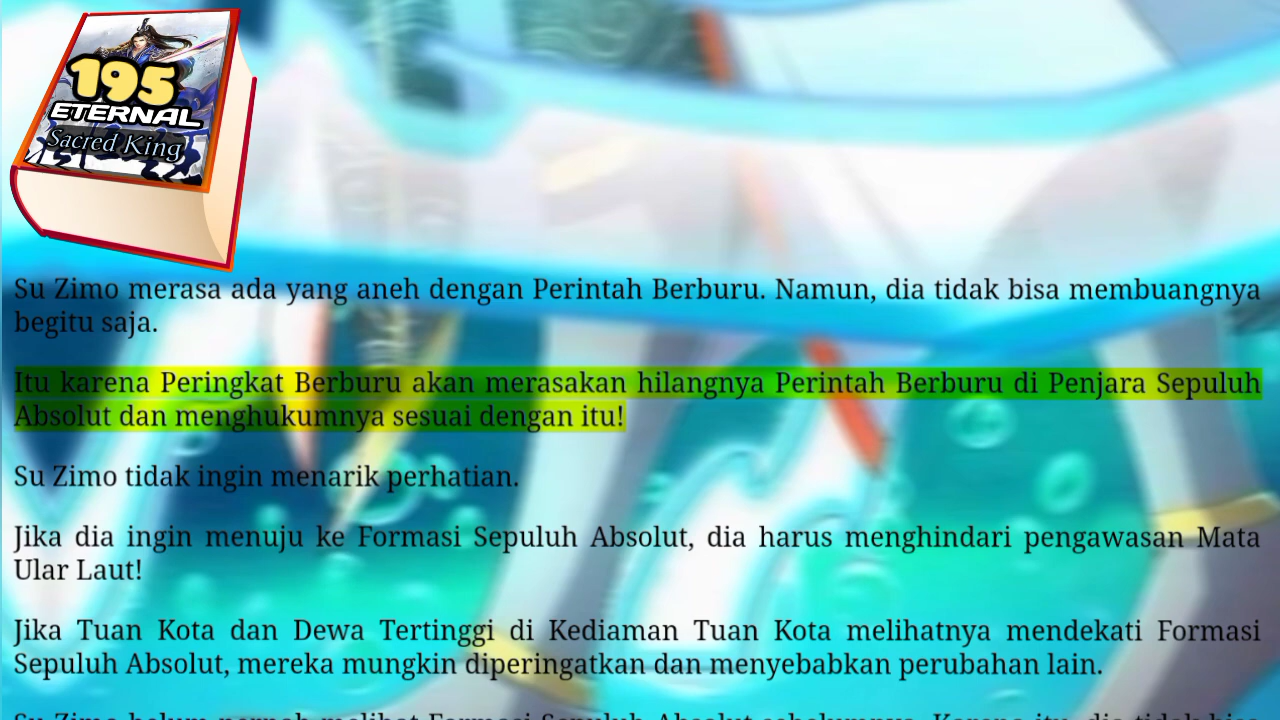 195
ETERNAL
Sacred King
Su Zimo merasa ada yang aneh dengan Perintah Berburu. Namun, dia tidak bisa membuangnya
begitu saja.
Itu karena Peringkat Berburu akan merasakan hilangnya Perintah Berburu di Penjara Sepuluh
Absolut dan menghukumnya sesuai dengan itu!
Su Zimo tidak ingin menarik perhatian.
Jika dia ingin menuju ke Formasi Sepuluh Absolut, dia harus menghindari pengawasan Mata
Ular Laut!
Jika Tuan Kota dan Dewa Tertinggi di Kediaman Tuan Kota melihatnya mendekati Formasi
Sepuluh Absolut, mereka mungkin diperingatkan dan menyebabkan perubahan lain.